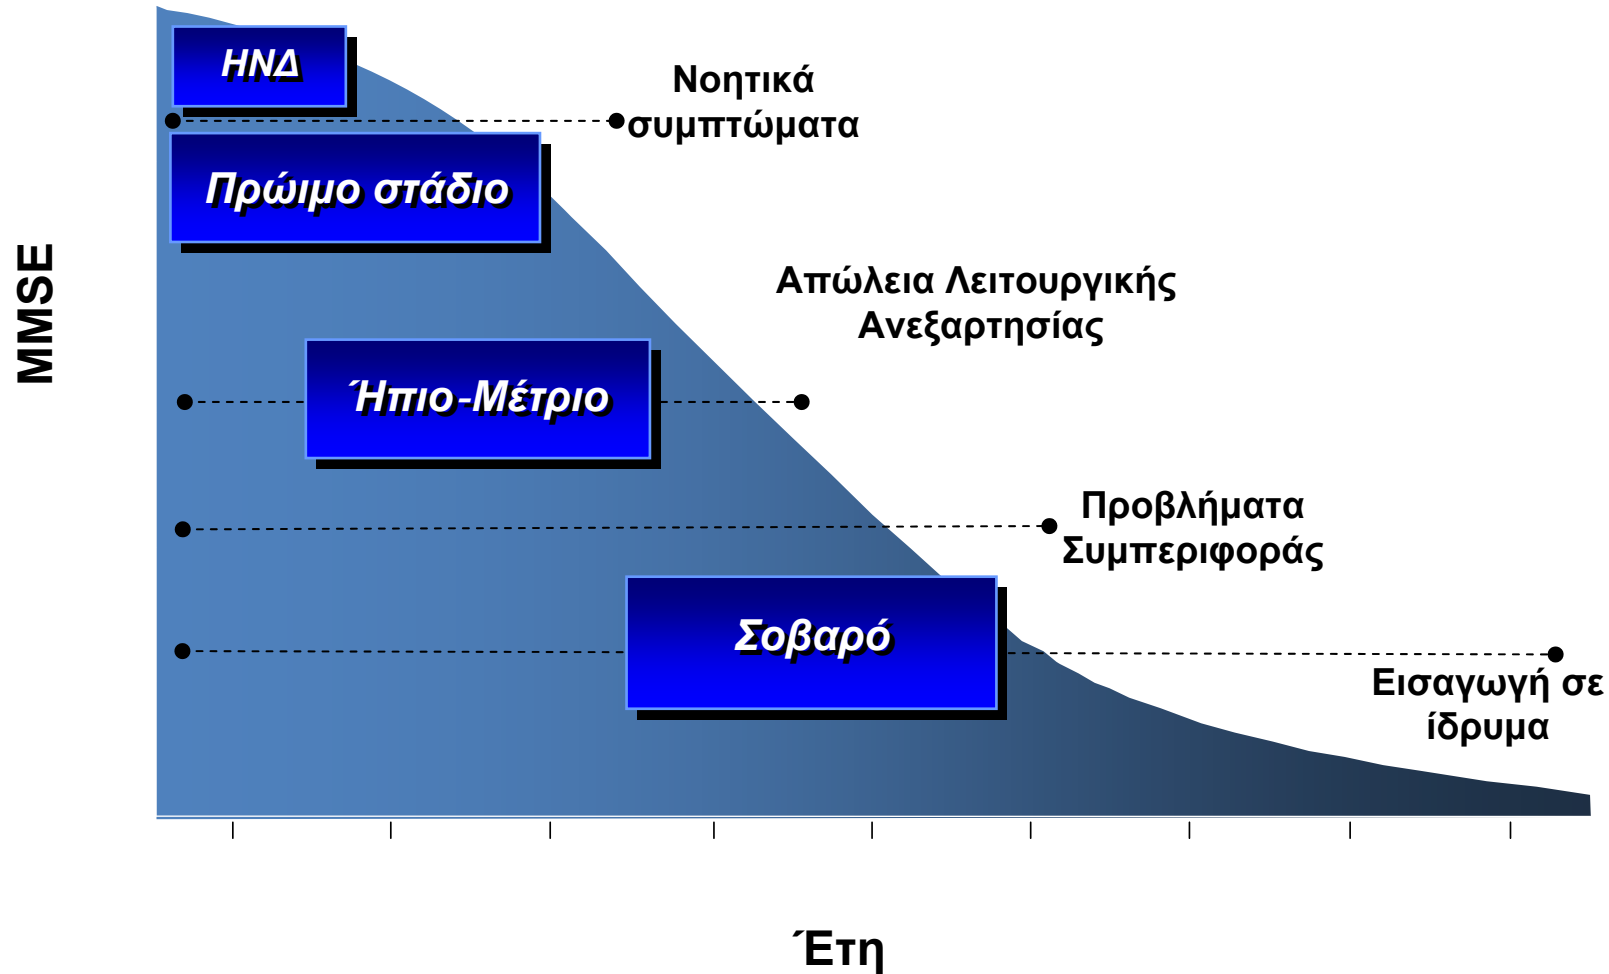 ΗΝΔ
Νοητικά
συμπτώματα
Πρώιμο στάδιο
MMSE
Απώλεια Λειτουργικής
Ανεξαρτησίας
Ήπιο-Μέτριο
Προβλήματα
Συμπεριφοράς
Σοβαρό
Εισαγωγή σε
ίδρυμα
Έτη